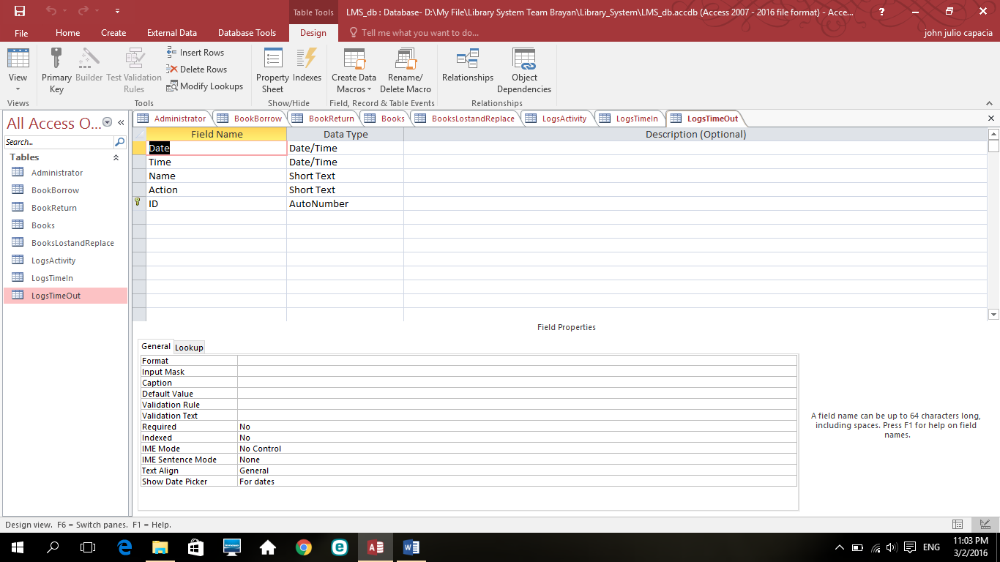 Table Tools
LMS_db : Database- D:\My File\Library System Team Brayan\Library_System\LMS_db.accdb (Access 2007 - 2016 file format) - Acce...
?
File Home Create External Data Database Tools Design Tell me what you want to do... john julio capacia
View
Primary Key
Builder
Test Validation Rules
Insert Rows
Delete Rows
Modify Lookups
Property Sheet
Indexes
Create Data Macros
Rename/ Delete Macro
Relationships
Object Dependencies
Views Tools Show/Hide Field, Record & Table Events Relationships
All Access O...
Search...
Tables
Administrator
BookBorrow
BookReturn
Books
BooksLostandReplace
LogsActivity
LogsTimeIn
LogsTimeOut
Administrator BookBorrow BookReturn Books BooksLostandReplace LogsActivity LogsTimeIn LogsTimeOut
Field Name Data Type Description (Optional)
Date Date/Time
Time Date/Time
Name Short Text
Action Short Text
ID AutoNumber
Field Properties
General Lookup
Format
Input Mask
Caption
Default Value
Validation Rule
Validation Text
Required No
Indexed No
IME Mode No Control
IME Sentence Mode None
Text Align General
Show Date Picker For dates
A field name can be up to 64 characters long,
including spaces. Press F1 for help on field
names.
Design view. F6 = Switch panes. F1 = Help.
ENG
11:03 PM
3/2/2016